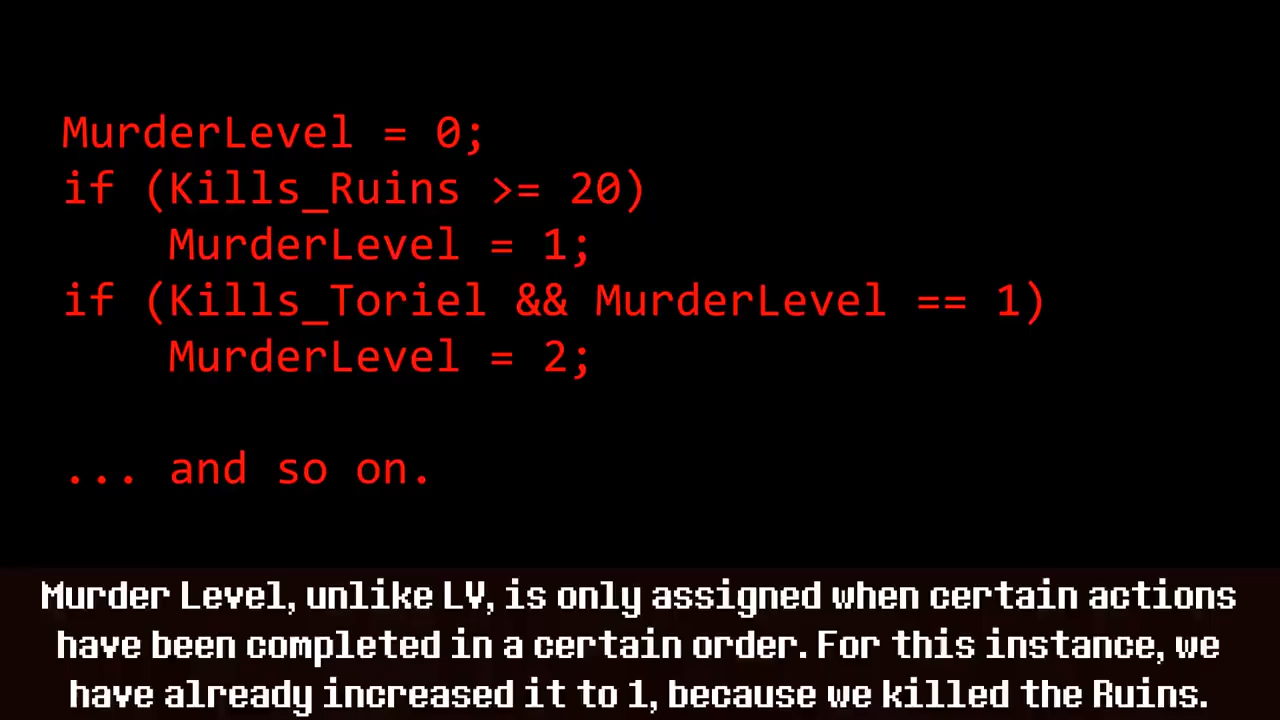 MurderLevel = 0;
if (Kills_Ruins >= 20)
    MurderLevel = 1;
if (Kills_Toriel && MurderLevel == 1)
    MurderLevel = 2;
... and so on.
Murder Level, unlike LV, is only assigned when certain actions
have been completed in a certain order. For this instance, we
have already increased it to 1, because we killed the Ruins.